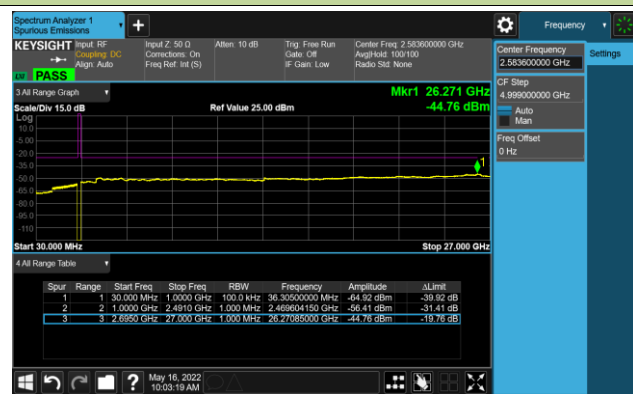 Spectrum Analyzer 1
Spurious Emissions
Frequency
KEYSIGHT
Input: RF
Coupling: DC
Align: Auto
Input Z: 50 Ω
Corrections: On
Freq Ref: Int (S)
Atten: 10 dB
Trig: Free Run
Gate: Off
IF Gain: Low
Center Freq: 2.583600000 GHz
Avg|Hold: 100/100
Radio Std: None
PASS
Center Frequency
2.583600000 GHz
Settings
CF Step
4.999000000 GHz
Auto
Man
Freq Offset
0 Hz
3 All Range Graph
Mkr1 26.271 GHz
Scale/Div 15.0 dB
Ref Value 25.00 dBm
-44.76 dBm
Log
10.0
-5.00
-20.0
-35.0
-50.0
-65.0
-80.0
-95.0
-110
1
Start 30.000 MHz
Stop 27.000 GHz
4 All Range Table
Spur Range Start Freq Stop Freq RBW Frequency Amplitude ΔLimit
1 1 30.000 MHz 1.0000 GHz 100.0 kHz 36.30500000 MHz -64.92 dBm -39.92 dB
2 2 1.0000 GHz 2.4910 GHz 1.000 MHz 2.469604150 GHz -56.41 dBm -31.41 dB
3 3 2.6950 GHz 27.000 GHz 1.000 MHz 26.27085000 GHz -44.76 dBm -19.76 dB
?
May 16, 2022
10:03:19 AM